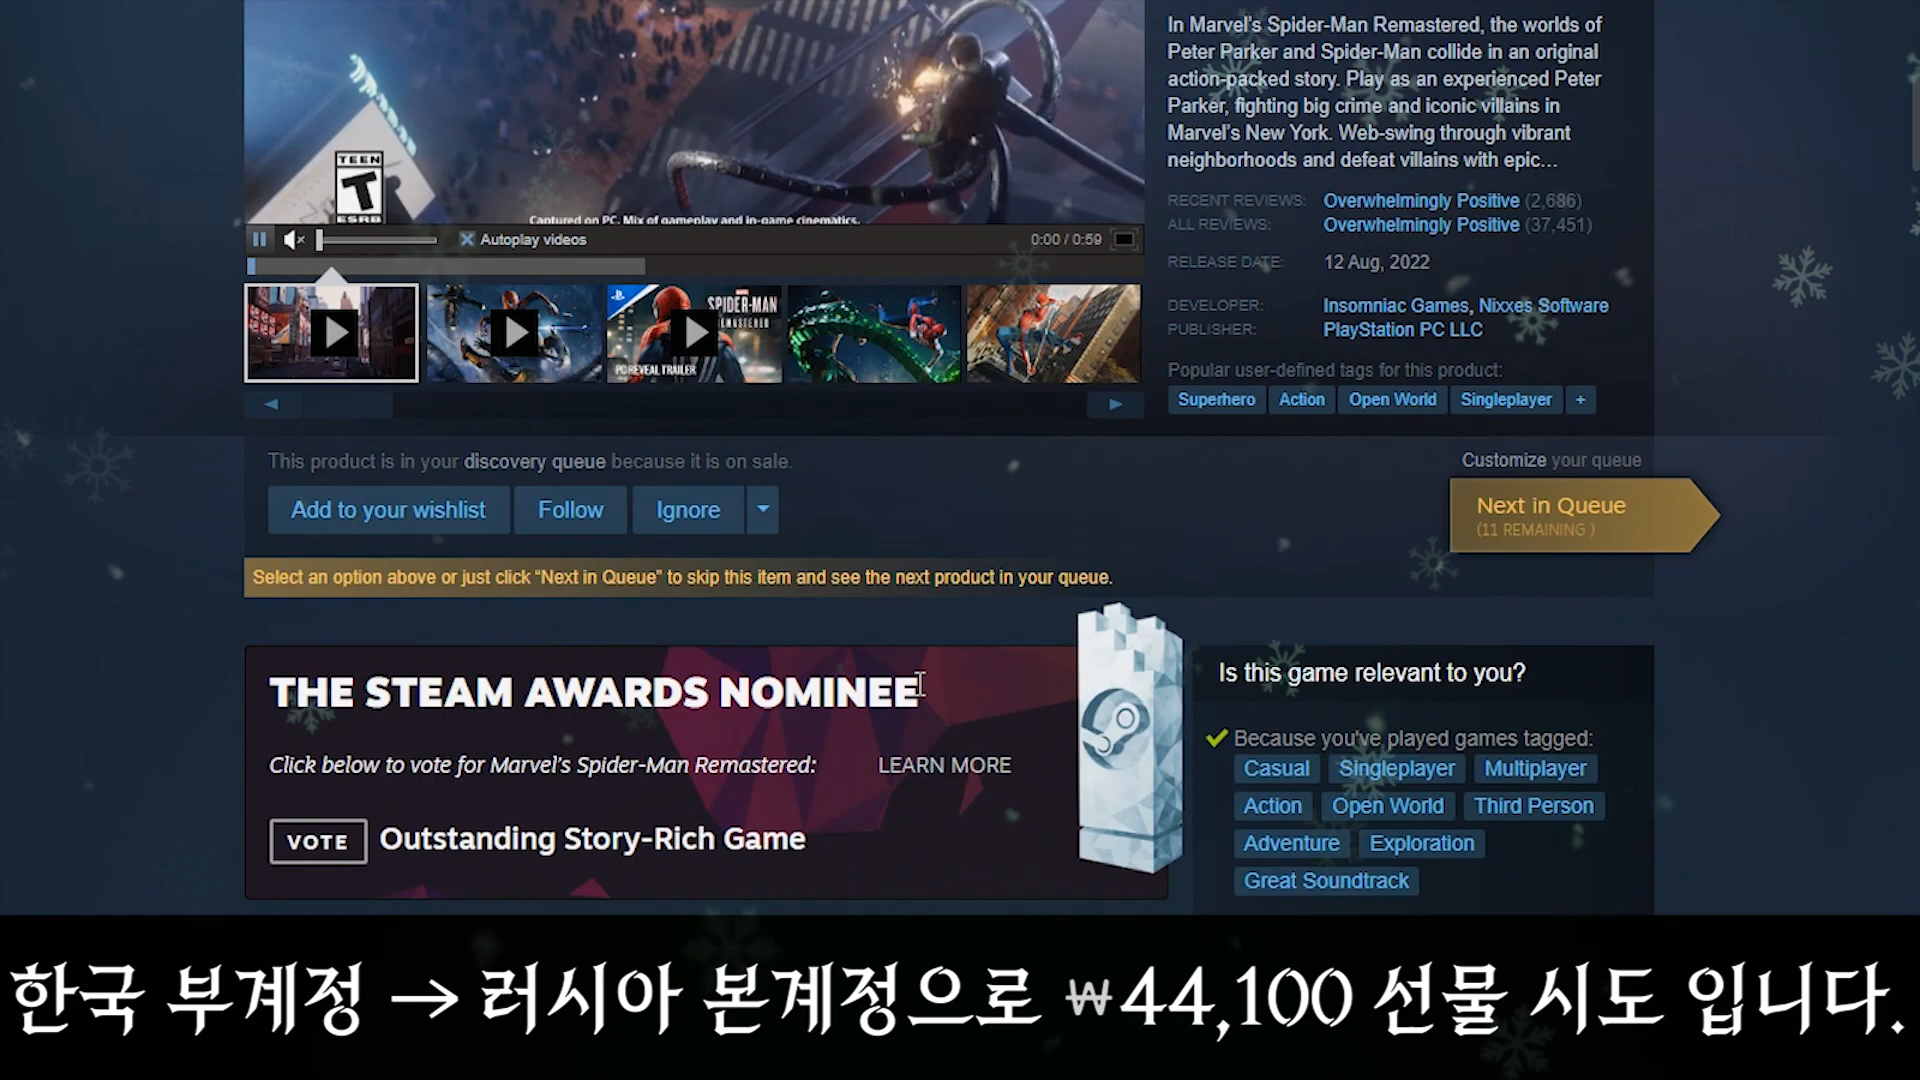 In Marvel's Spider-Man Remastered, the worlds of
Peter Parker and Spider-Man collide in an original
action-packed story. Play as an experienced Peter
Parker, fighting big crime and iconic villains in
Marvel's New York. Web-swing through vibrant
neighborhoods and defeat villains with epic...
TEEN
T
ESRB
Captured on PC. Mix of gameplay and in-game cinematics.
Autoplay videos
0:00 / 0:59
RECENT REVIEWS: Overwhelmingly Positive (2,686)
ALL REVIEWS: Overwhelmingly Positive (37,451)
RELEASE DATE: 12 Aug, 2022
DEVELOPER: Insomniac Games, Nixxes Software
PUBLISHER: PlayStation PC LLC
MARVEL
SPIDER-MAN
REMASTERED
PC REVEAL TRAILER
Popular user-defined tags for this product:
Superhero Action Open World Singleplayer +
This product is in your discovery queue because it is on sale.
Add to your wishlist Follow Ignore
Customize your queue
Next in Queue
(11 REMAINING )
Select an option above or just click “Next in Queue” to skip this item and see the next product in your queue.
THE STEAM AWARDS NOMINEE
Click below to vote for Marvel's Spider-Man Remastered: LEARN MORE
VOTE Outstanding Story-Rich Game
Is this game relevant to you?
Because you've played games tagged:
Casual Singleplayer Multiplayer
Action Open World Third Person
Adventure Exploration
Great Soundtrack
한국 부계정 → 러시아 본계정으로 ₩44,100 선물 시도 입니다.